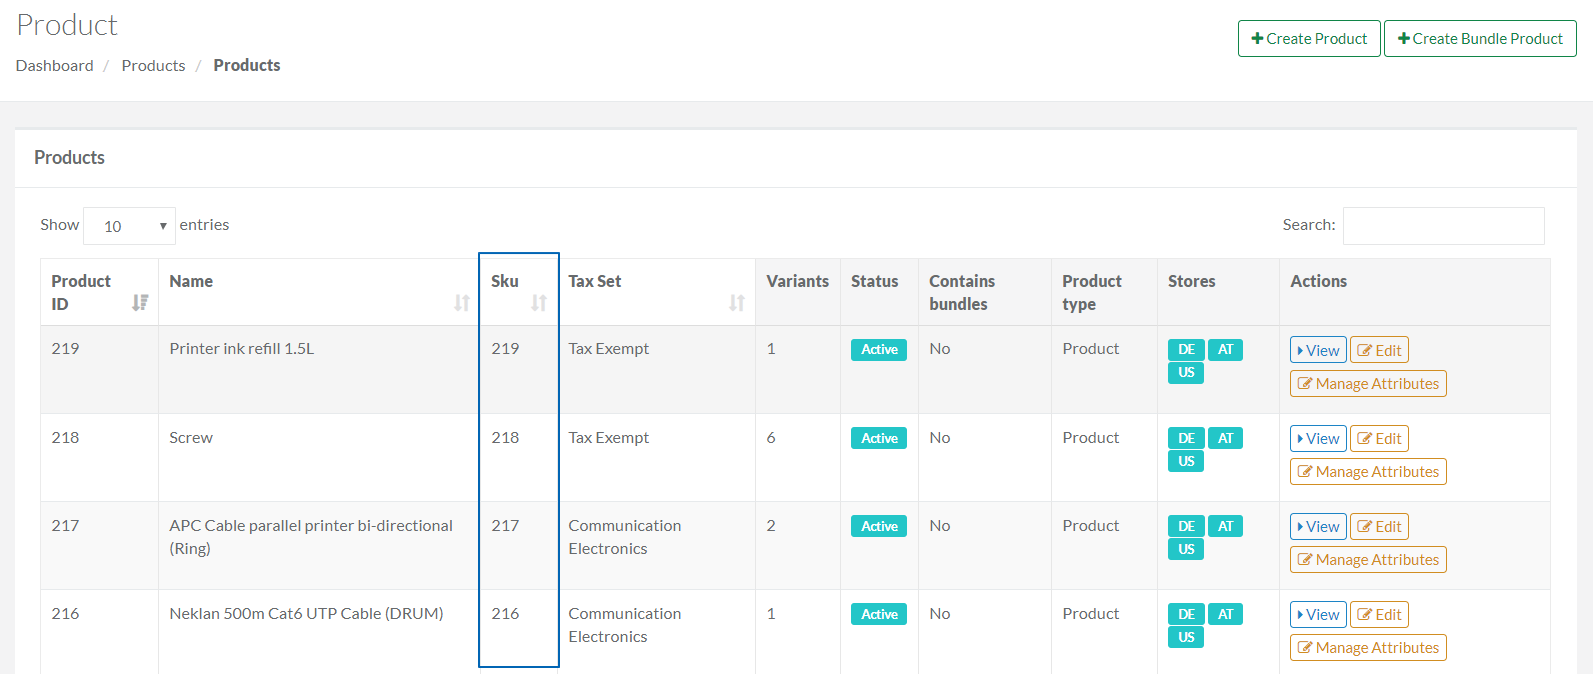 Product
Create Product
Create Bundle Product
Dashboard / Products / Products
Products
Show 10 entries
Search:
Product ID
Name
Sku
Tax Set
Variants
Status
Contains bundles
Product type
Stores
Actions
219
Printer ink refill 1.5L
219
Tax Exempt
1
Active
No
Product
DE AT
US
View Edit
Manage Attributes
218
Screw
218
Tax Exempt
6
Active
No
Product
DE AT
US
View Edit
Manage Attributes
217
APC Cable parallel printer bi-directional
(Ring)
217
Communication
Electronics
2
Active
No
Product
DE AT
US
View Edit
Manage Attributes
216
Neklan 500m Cat6 UTP Cable (DRUM)
216
Communication
Electronics
1
Active
No
Product
DE AT
US
View Edit
Manage Attributes